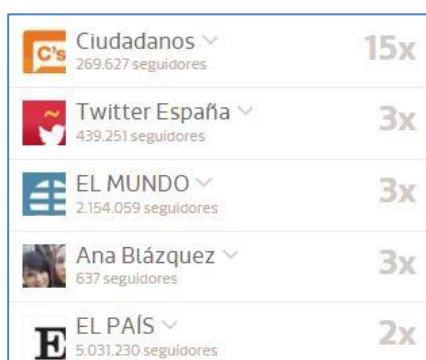 C's
Ciudadanos
15x
269.627 seguidores
Twitter España
3x
439.251 seguidores
EL MUNDO
3x
2.154.059 seguidores
Ana Blázquez
3x
637 seguidores
E
EL PAÍS
2x
5.031.230 seguidores